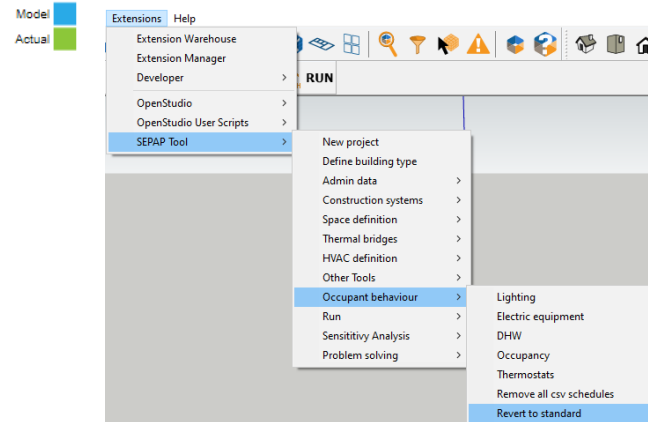 Model
Actual
Extensions Help
Extension Warehouse
Extension Manager
Developer
RUN
OpenStudio
OpenStudio User Scripts
SEPAP Tool
New project
Define building type
Admin data
Construction systems
Space definition
Thermal bridges
HVAC definition
Other Tools
Occupant behaviour
Lighting
Run
Electric equipment
Sensititivy Analysis
DHW
Problem solving
Occupancy
Thermostats
Remove all csv schedules
Revert to standard